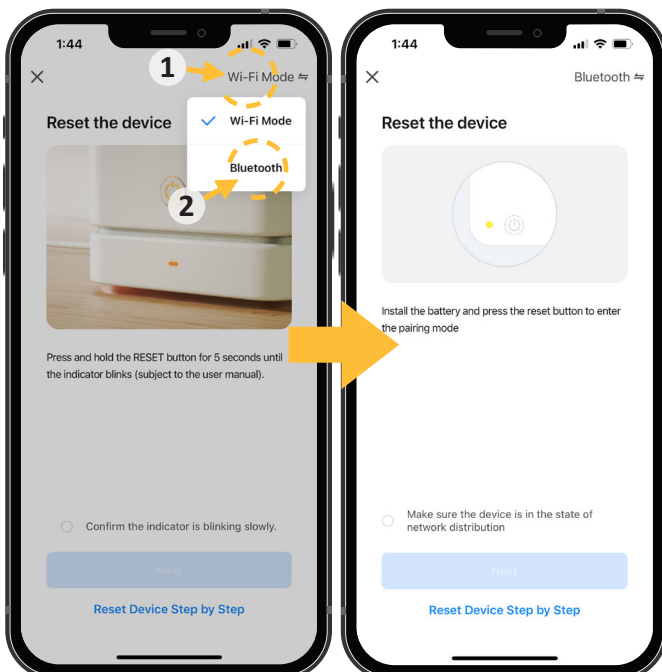 1:44
1
Wi-Fi Mode ⇋
Reset the device
Wi-Fi Mode
Bluetooth
2
Press and hold the RESET button for 5 seconds until
the indicator blinks (subject to the user manual).
Confirm the indicator is blinking slowly.
Next
Reset Device Step by Step
1:44
Bluetooth ⇋
Reset the device
Install the battery and press the reset button to enter
the pairing mode
Make sure the device is in the state of
network distribution
Next
Reset Device Step by Step